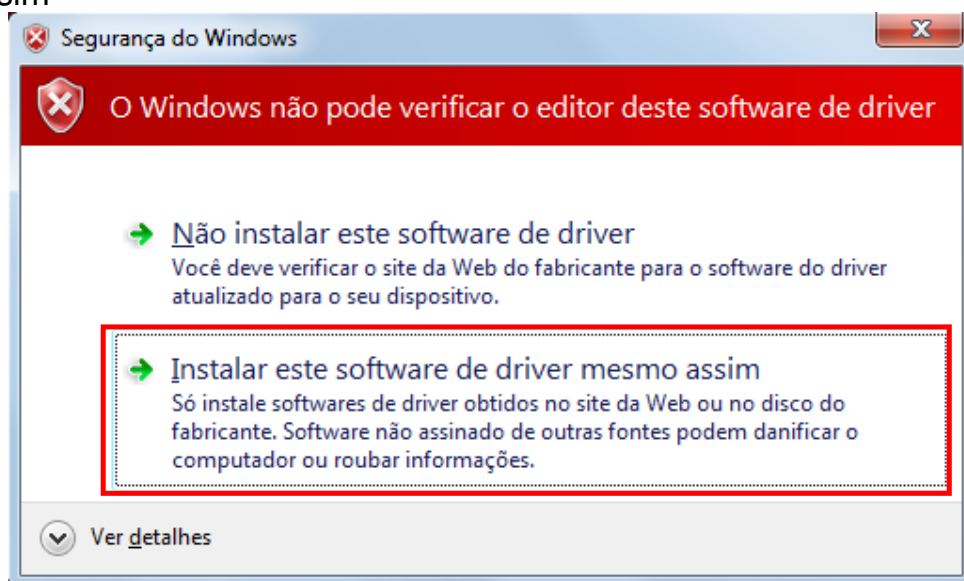 sim
Segurança do Windows
O Windows não pode verificar o editor deste software de driver
Não instalar este software de driver
Você deve verificar o site da Web do fabricante para o software do driver
atualizado para o seu dispositivo.
Instalar este software de driver mesmo assim
Só instale softwares de driver obtidos no site da Web ou no disco do
fabricante. Software não assinado de outras fontes podem danificar o
computador ou roubar informações.
Ver detalhes